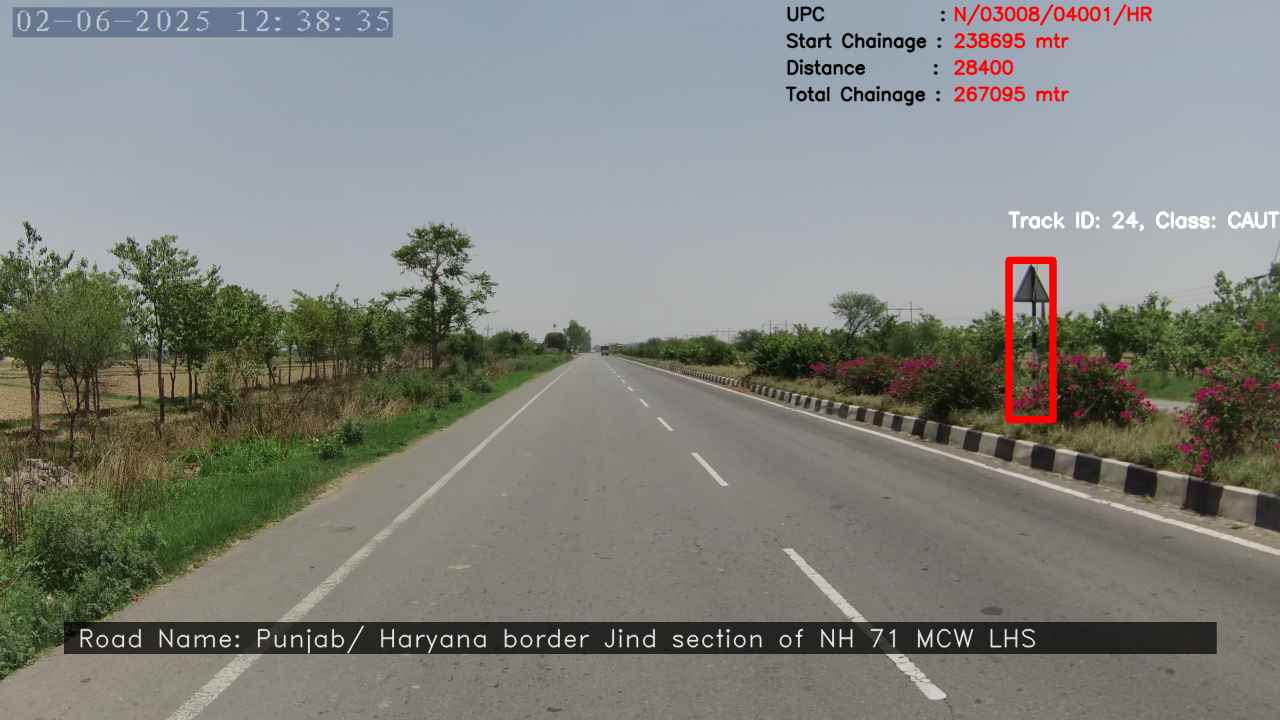 02-06-2025 12:38:35
UPC : N/03008/04001/HR
Start Chainage : 238695 mtr
Distance : 28400
Total Chainage : 267095 mtr
Track ID: 24, Class: CAUT
Road Name: Punjab/ Haryana border Jind section of NH 71 MCW LHS